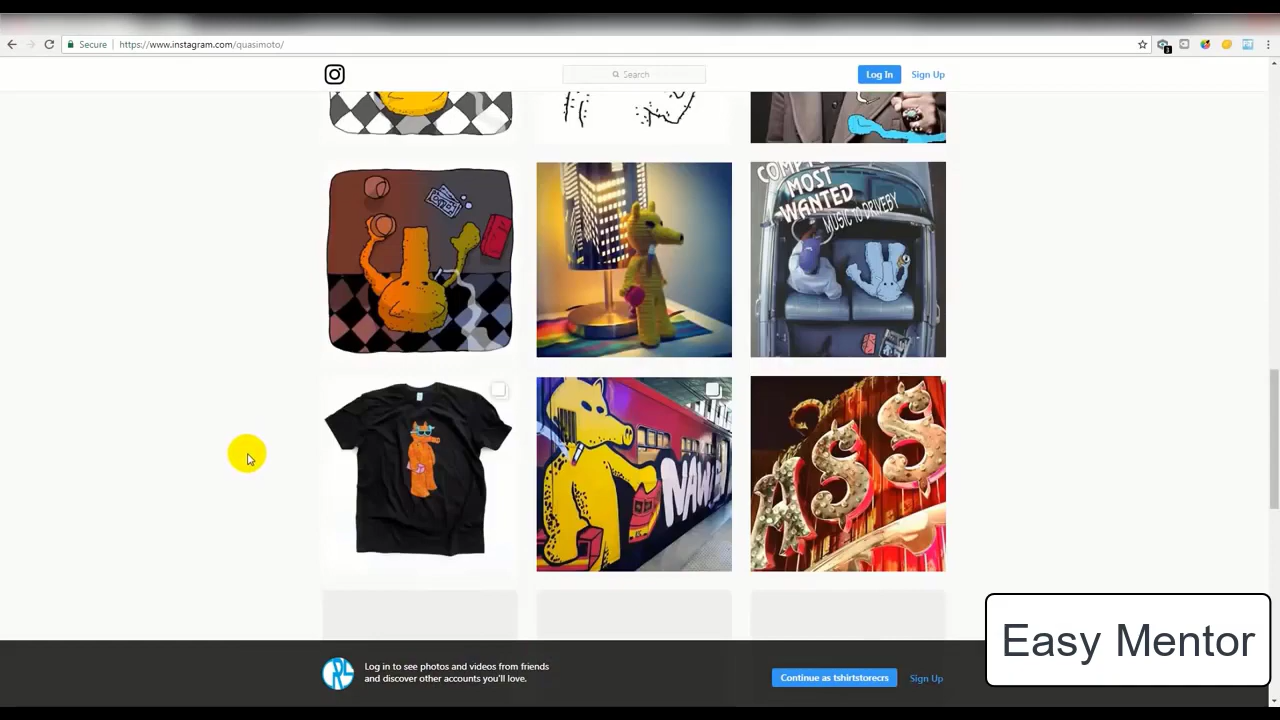 Secure
https://www.instagram.com/quasimoto/
Search
Log In
Sign Up
COMPTON'S
MOST
WANTED
MUSIC TO DRIVEBY
ASS
Log in to see photos and videos from friends
and discover other accounts you'll love.
Continue as tshirtstorecrs
Sign Up
Easy Mentor